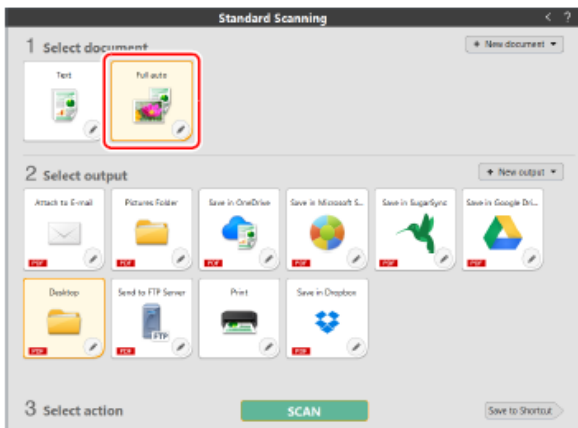 Standard Scanning < ?
1 Select document + New document
Text Full auto
2 Select output + New output
Attach to E-mail Pictures Folder Save in OneDrive Save in Microsoft S... Save in SugarSync Save in Google Dri...
PDF PDF PDF PDF PDF PDF
Desktop Send to FTP Server Print Save in Dropbox
FTP
PDF PDF PDF
3 Select action SCAN Save to Shortcut